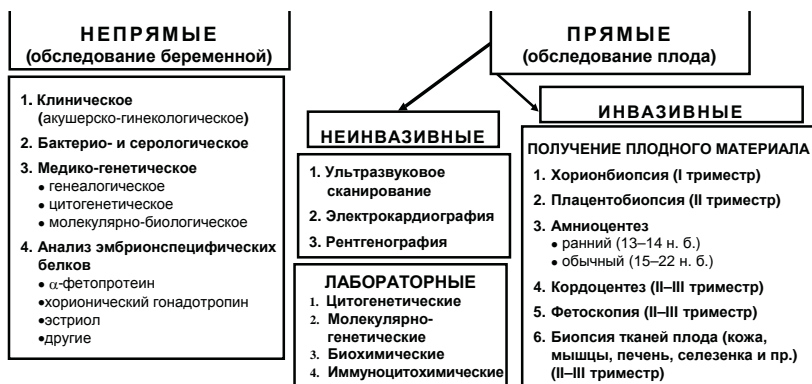 НЕПРЯМЫЕ
(обследование беременной)
1. Клиническое
(акушерско-гинекологическое)
2. Бактерио- и серологическое
3. Медико-генетическое
• генеалогическое
• цитогенетическое
• молекулярно-биологическое
4. Анализ эмбрионспецифических
белков
• α-фетопротеин
•хорионический гонадотропин
•эстриол
•другие
ПРЯМЫЕ
(обследование плода)
НЕИНВАЗИВНЫЕ
1. Ультразвуковое
сканирование
2. Электрокардиография
3. Рентгенография
ЛАБОРАТОРНЫЕ
1. Цитогенетические
2. Молекулярно-
генетические
3. Биохимические
4. Иммуноцитохимические
ИНВАЗИВНЫЕ
ПОЛУЧЕНИЕ ПЛОДНОГО МАТЕРИАЛА
1. Хорионбиопсия (I триместр)
2. Плацентобиопсия (II триместр)
3. Амниоцентез
• ранний (13–14 н. б.)
• обычный (15–22 н. б.)
4. Кордоцентез (II–III триместр)
5. Фетоскопия (II–III триместр)
6. Биопсия тканей плода (кожа,
мышцы, печень, селезенка и пр.)
(II–III триместр)